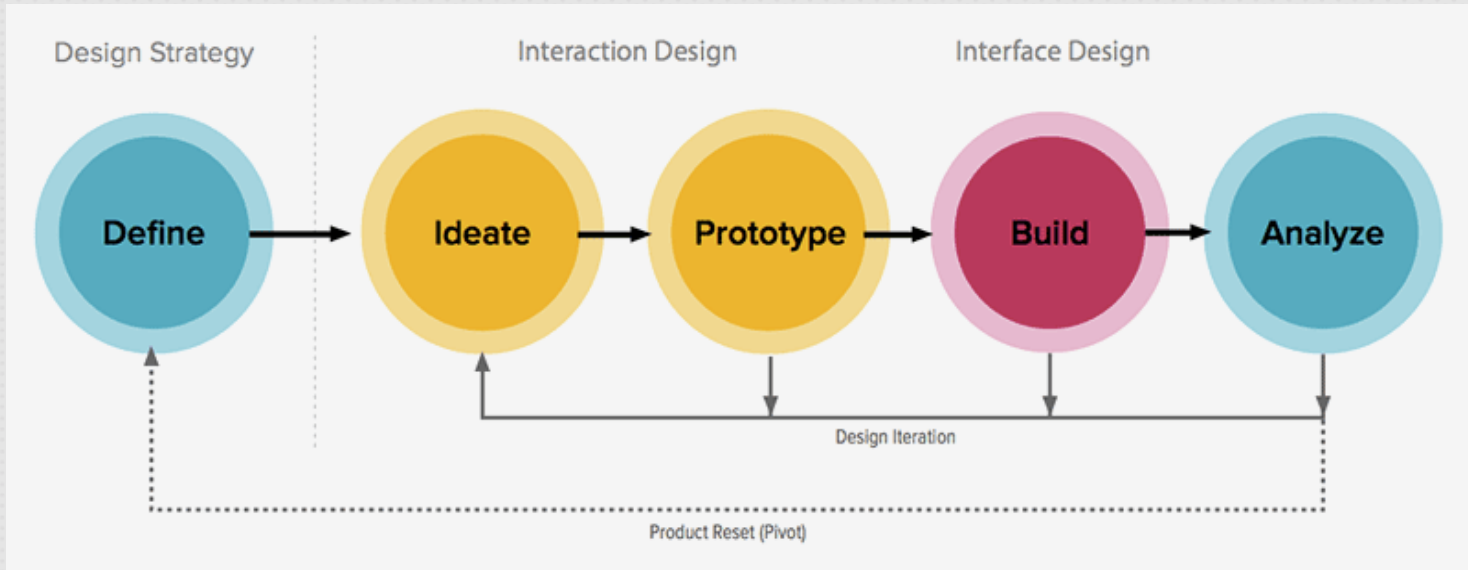 Design Strategy
Interaction Design
Interface Design
Define
Ideate
Prototype
Build
Analyze
Design Iteration
Product Reset (Pivot)